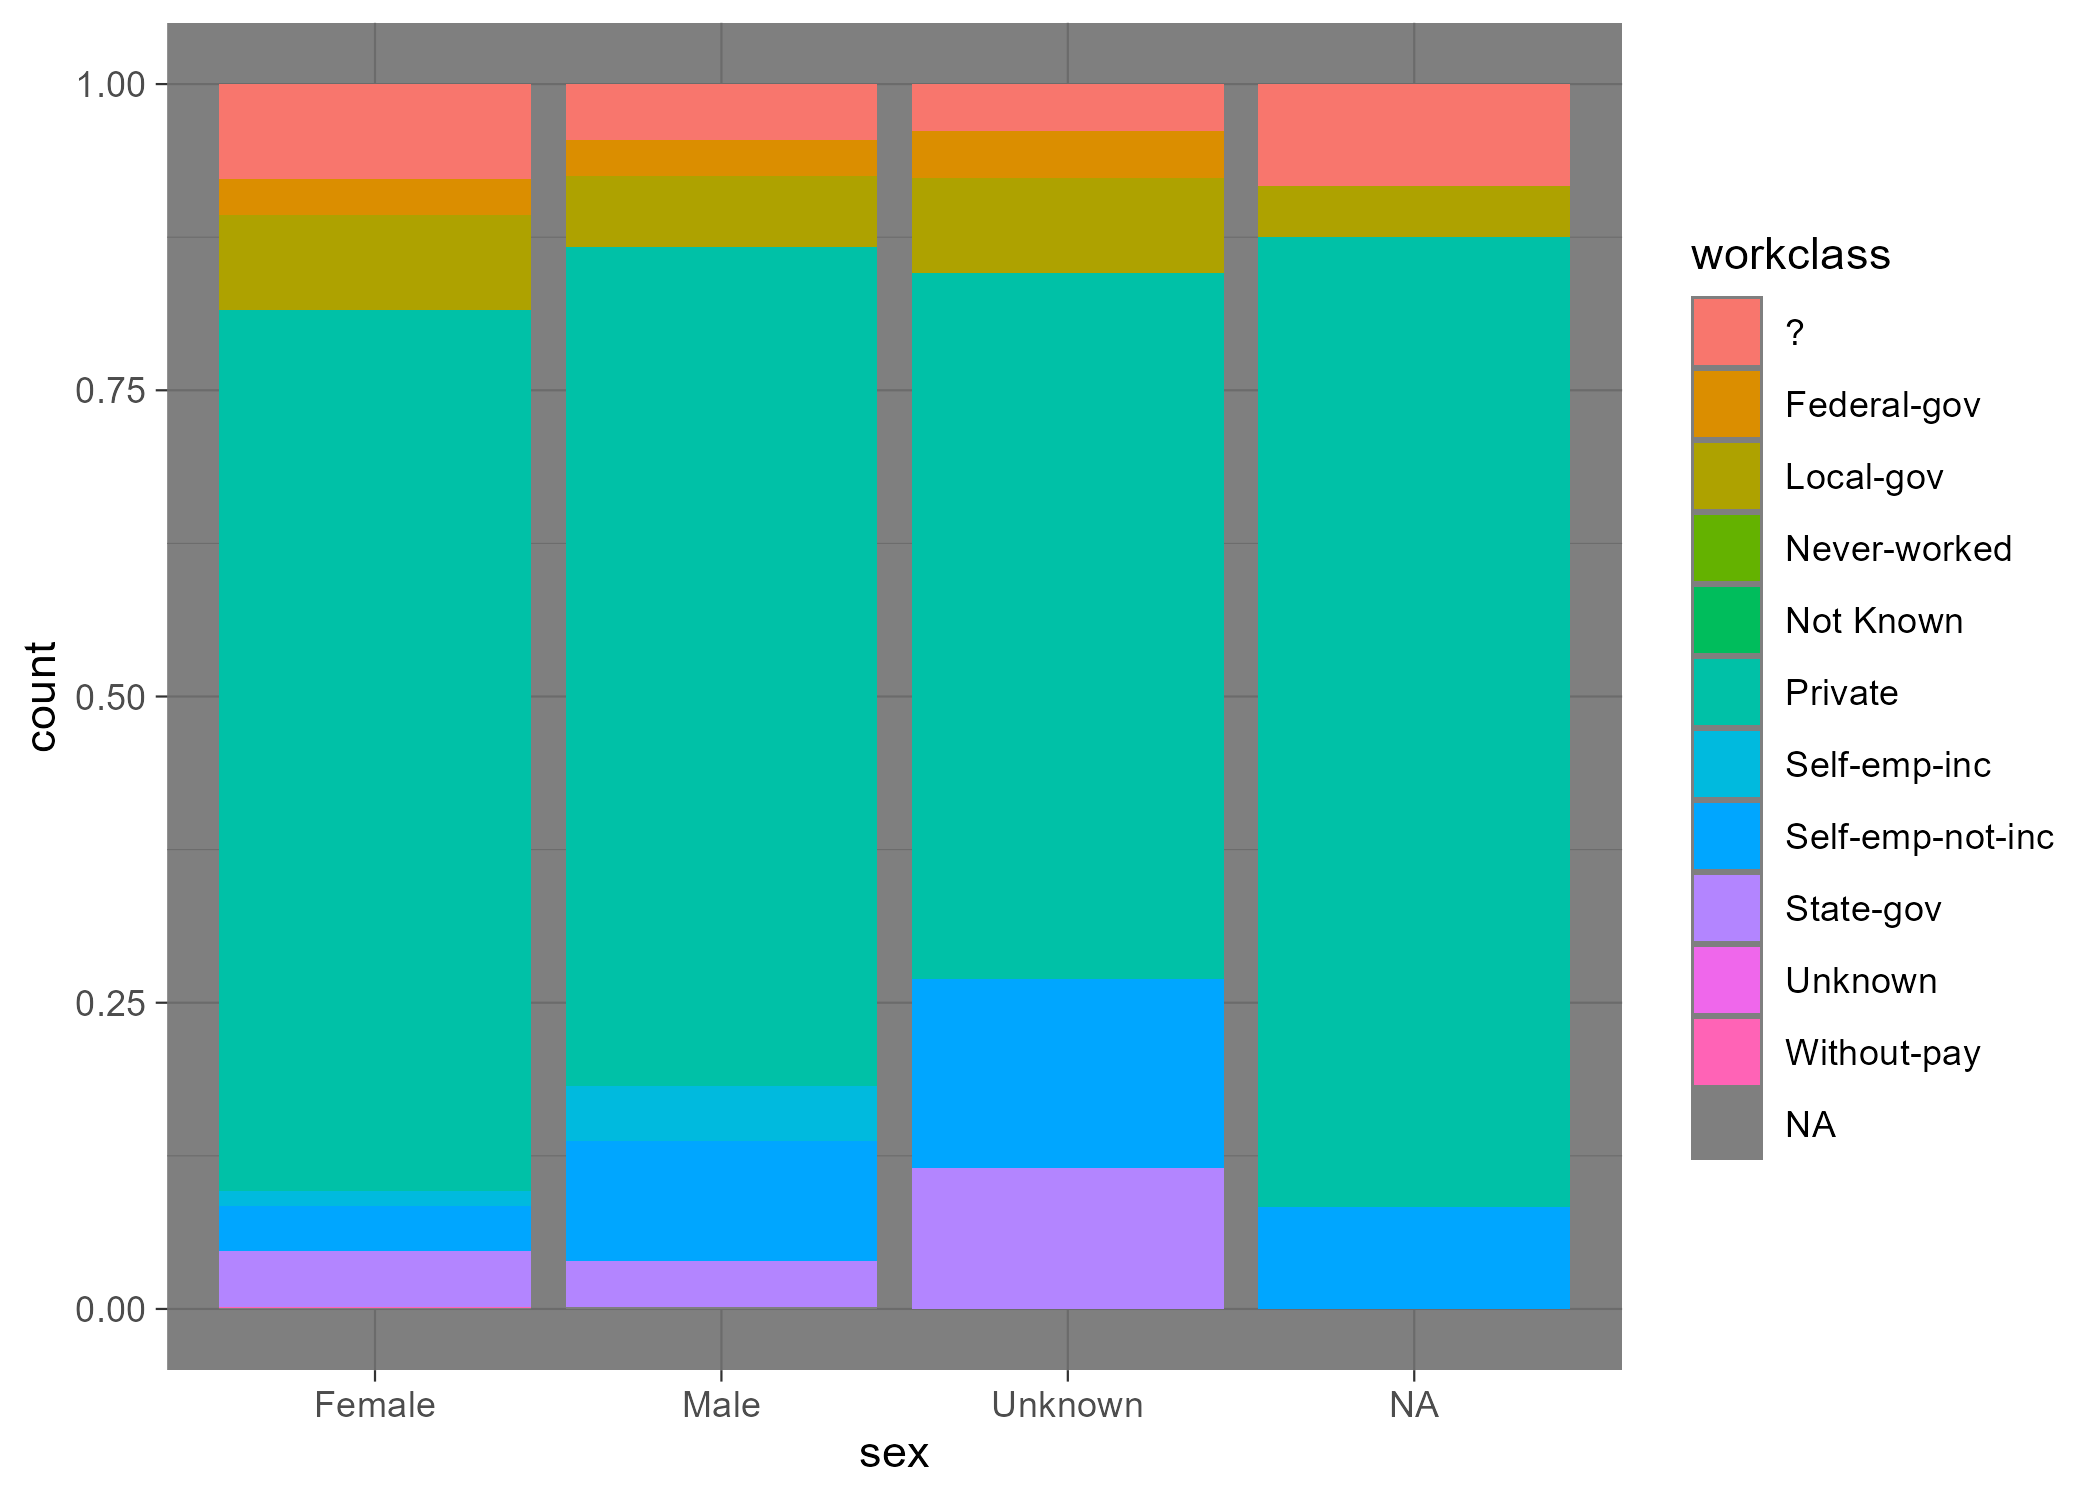 1.00
0.75
0.50
0.25
0.00
count
Female
Male
Unknown
NA
sex
workclass
?
Federal-gov
Local-gov
Never-worked
Not Known
Private
Self-emp-inc
Self-emp-not-inc
State-gov
Unknown
Without-pay
NA